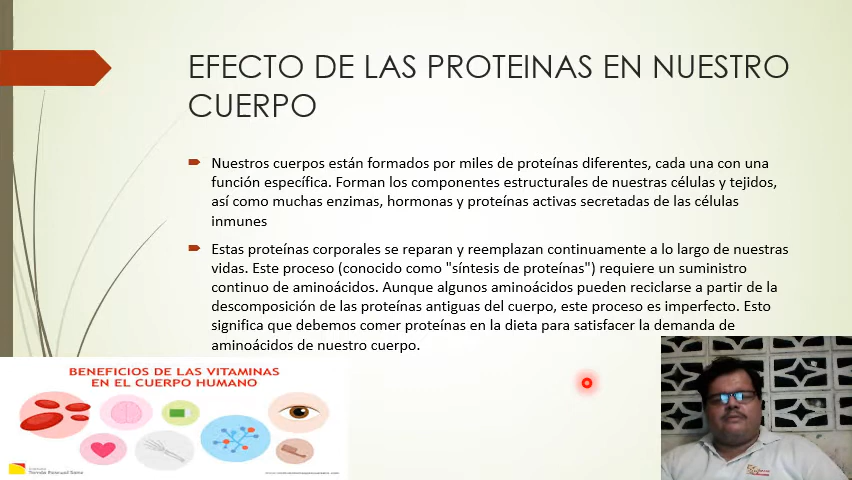 EFECTO DE LAS PROTEINAS EN NUESTRO
CUERPO
Nuestros cuerpos están formados por miles de proteínas diferentes, cada una con una
función específica. Forman los componentes estructurales de nuestras células y tejidos,
así como muchas enzimas, hormonas y proteínas activas secretadas de las células
inmunes
Estas proteínas corporales se reparan y reemplazan continuamente a lo largo de nuestras
vidas. Este proceso (conocido como "síntesis de proteínas") requiere un suministro
continuo de aminoácidos. Aunque algunos aminoácidos pueden reciclarse a partir de la
descomposición de las proteínas antiguas del cuerpo, este proceso es imperfecto. Esto
significa que debemos comer proteínas en la dieta para satisfacer la demanda de
aminoácidos de nuestro cuerpo.
BENEFICIOS DE LAS VITAMINAS
EN EL CUERPO HUMANO
Tomás Pascual Sanz